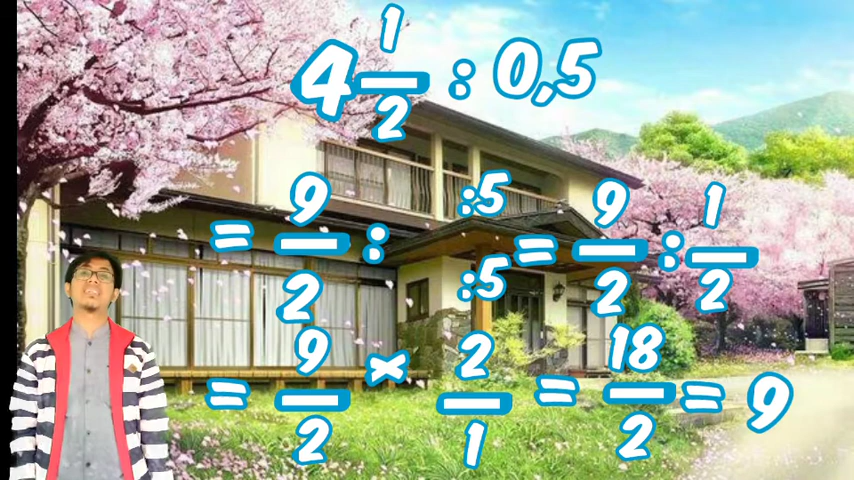 4 1/2 : 0,5
= 9/2 : :5 :5 = 9/2 : 1/2
= 9/2 × 2/1 = 18/2 = 9